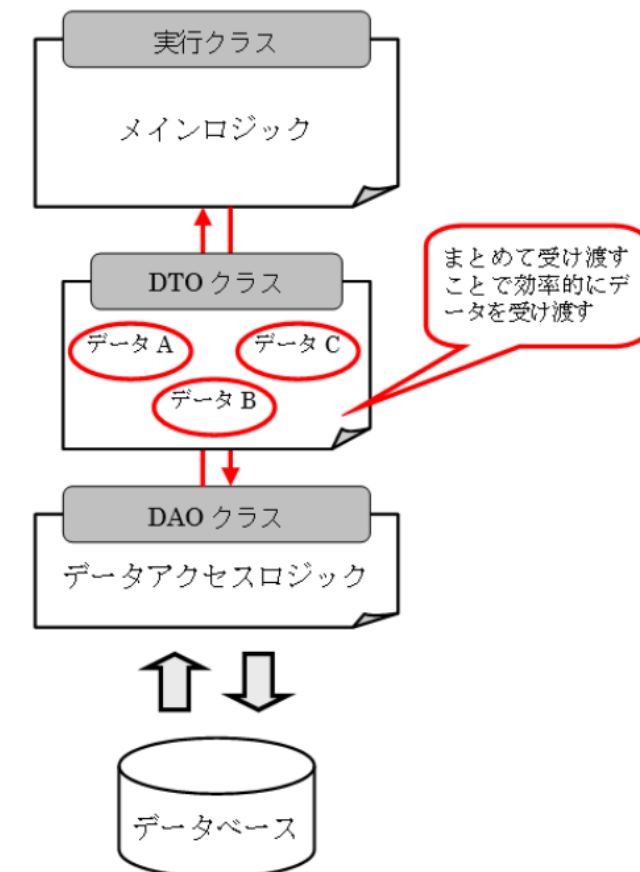 実行クラス
メインロジック
DTO クラス
データ A
データ C
データ B
まとめて受け渡す
ことで効率的にデ
ータを受け渡す
DAO クラス
データアクセスロジック
データベース